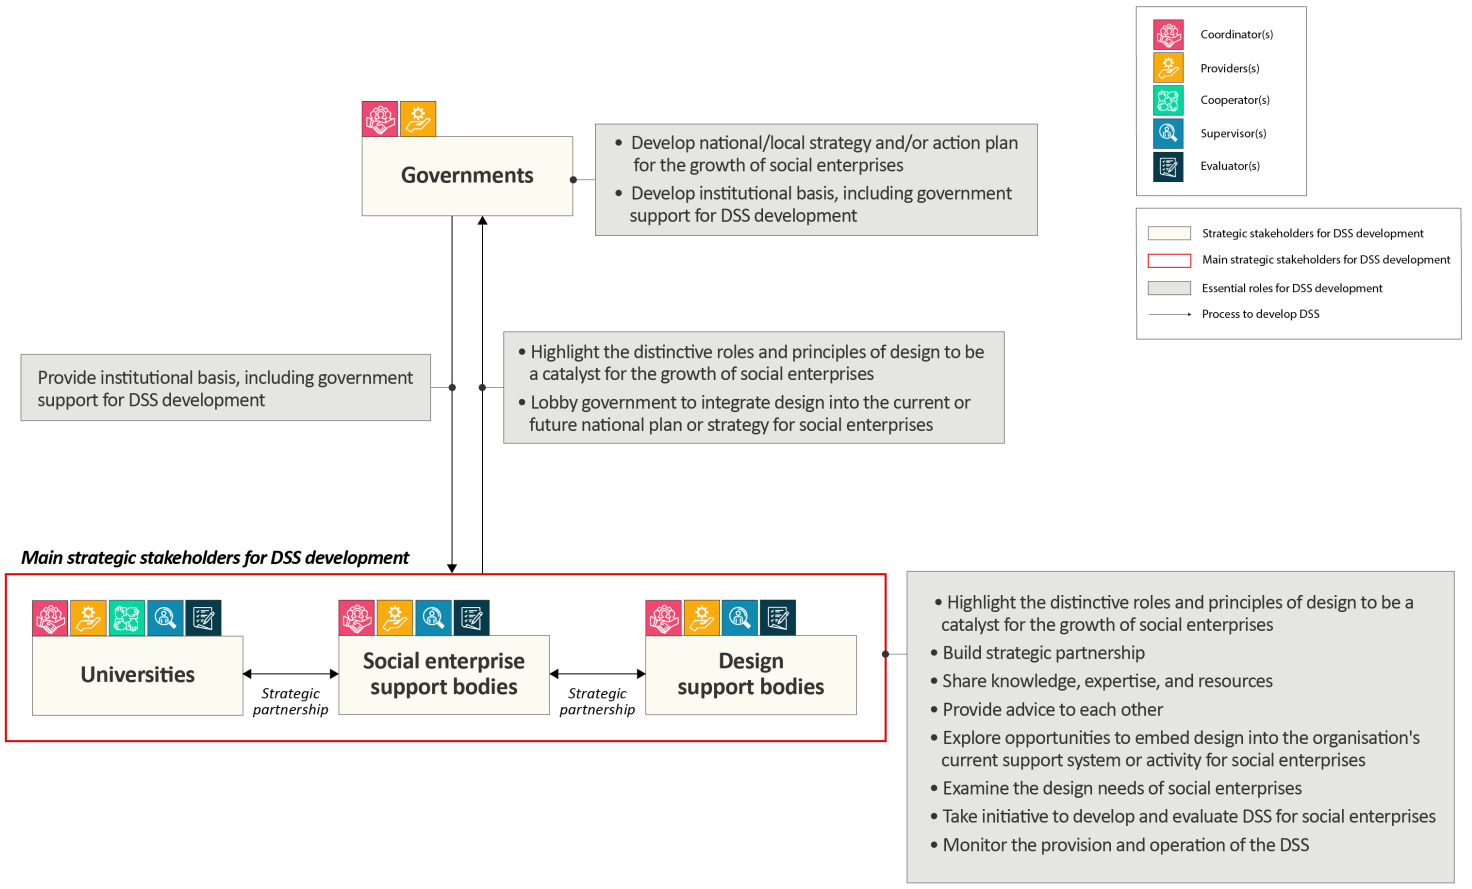 Coordinator(s)
Providers(s)
Cooperator(s)
Supervisor(s)
Evaluator(s)
Strategic stakeholders for DSS development
Main strategic stakeholders for DSS development
Essential roles for DSS development
Process to develop DSS
Governments
• Develop national/local strategy and/or action plan
for the growth of social enterprises
• Develop institutional basis, including government
support for DSS development
Provide institutional basis, including government
support for DSS development
• Highlight the distinctive roles and principles of design to be
a catalyst for the growth of social enterprises
• Lobby government to integrate design into the current or
future national plan or strategy for social enterprises
Main strategic stakeholders for DSS development
Universities
Strategic
partnership
Social enterprise
support bodies
Strategic
partnership
Design
support bodies
• Highlight the distinctive roles and principles of design to be a
catalyst for the growth of social enterprises
• Build strategic partnership
• Share knowledge, expertise, and resources
• Provide advice to each other
• Explore opportunities to embed design into the organisation's
current support system or activity for social enterprises
• Examine the design needs of social enterprises
• Take initiative to develop and evaluate DSS for social enterprises
• Monitor the provision and operation of the DSS